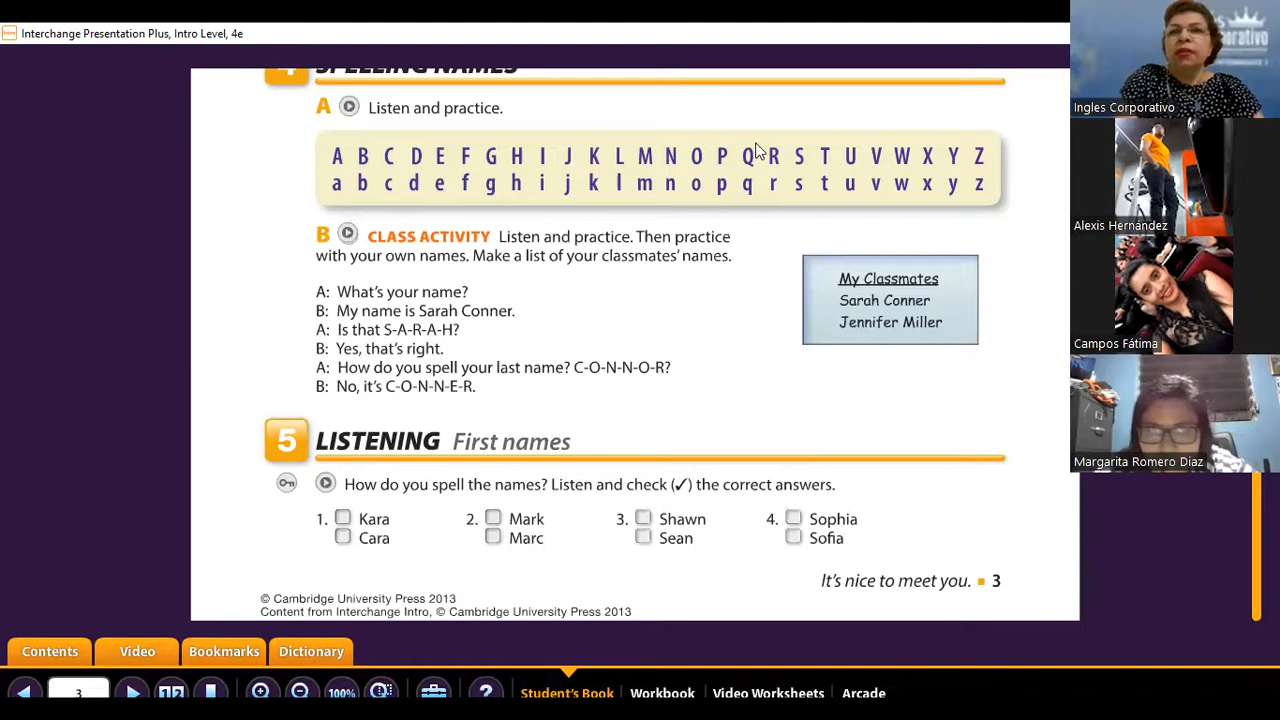 Interchange Presentation Plus, Intro Level, 4e
SPELLING NAMES
A Listen and practice.
A B C D E F G H I J K L M N O P Q R S T U V W X Y Z
a b c d e f g h i j k l m n o p q r s t u v w x y z
B CLASS ACTIVITY Listen and practice. Then practice
with your own names. Make a list of your classmates' names.
A: What's your name?
B: My name is Sarah Conner.
A: Is that S-A-R-A-H?
B: Yes, that's right.
A: How do you spell your last name? C-O-N-N-O-R?
B: No, it's C-O-N-N-E-R.
My Classmates
Sarah Conner
Jennifer Miller
5 LISTENING First names
How do you spell the names? Listen and check (✓) the correct answers.
1. Kara 2. Mark 3. Shawn 4. Sophia
Cara Marc Sean Sofia
It's nice to meet you. ■ 3
© Cambridge University Press 2013
Content from Interchange Intro, © Cambridge University Press 2013
Contents Video Bookmarks Dictionary
3 1 2 100% ? Student's Book Workbook Video Worksheets Arcade
Ingles Corporativo
Alexis Hernández
Campos Fátima
Margarita Romero Diaz